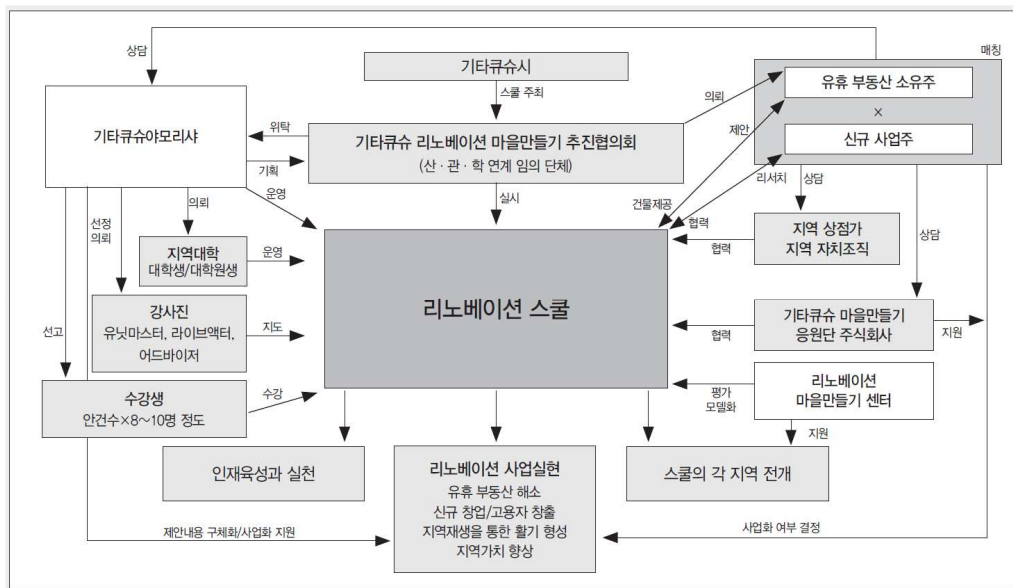 상담
매칭
기타큐슈시
유휴 부동산 소유주
×
신규 사업주
스쿨 주최
의뢰
기타큐슈야모리샤
위탁
기획
기타큐슈 리노베이션 마을만들기 추진협의회
(산 · 관 · 학 연계 임의 단체)
제안
리서치
상담
운영
실시
건물제공
협력
의뢰
선정
의뢰
지역대학
대학생/대학원생
운영
지역 상점가
지역 자치조직
협력
상담
리노베이션 스쿨
강사진
유닛마스터, 라이브액터,
어드바이저
지도
선고
기타큐슈 마을만들기
응원단 주식회사
협력
지원
수강생
안건수×8～10명 정도
수강
리노베이션
마을만들기 센터
평가
모델화
지원
인재육성과 실천
리노베이션 사업실현
유휴 부동산 해소
신규 창업/고용자 창출
지역재생을 통한 활기 형성
지역가치 향상
스쿨의 각 지역 전개
제안내용 구체화/사업화 지원
사업화 여부 결정